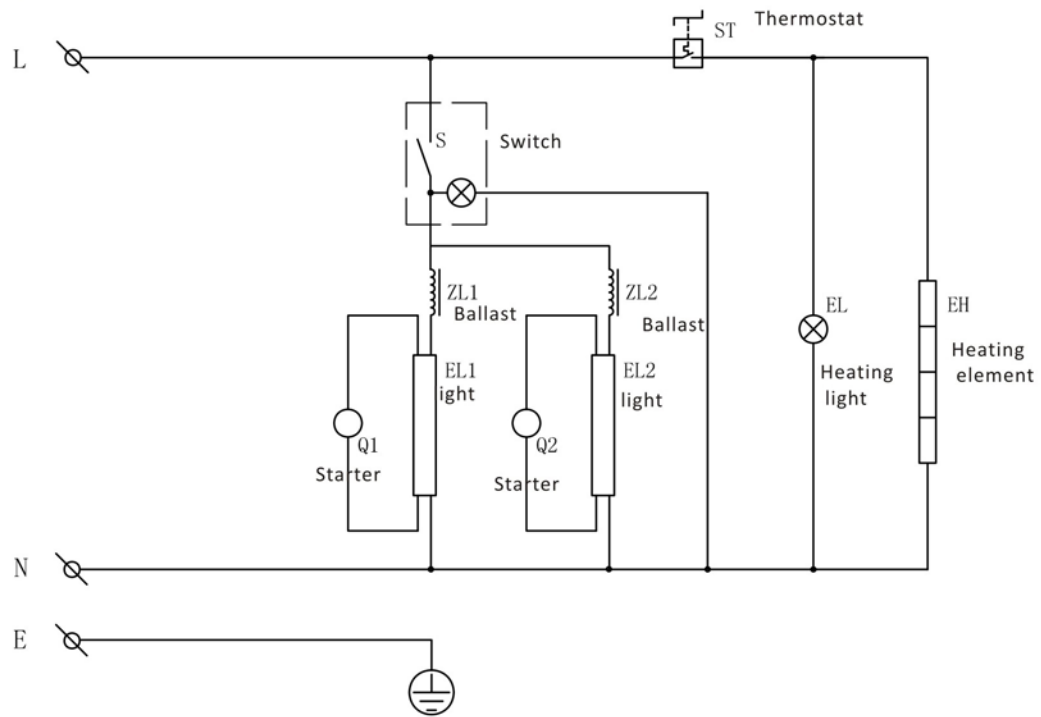 Thermostat
ST
L
S
Switch
ZL1
Ballast
ZL2
Ballast
EL
Heating
light
EH
Heating
element
EL1
ight
EL2
light
Q1
Starter
Q2
Starter
N
E